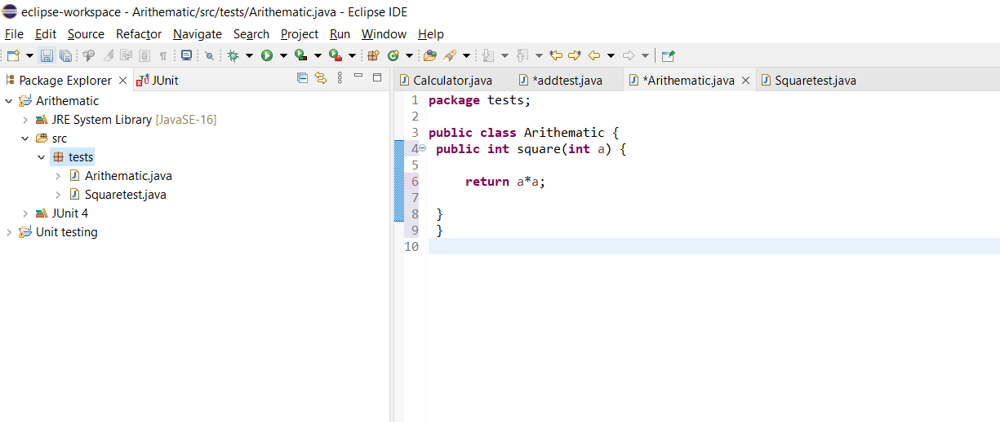 eclipse-workspace - Arithematic/src/tests/Arithematic.java - Eclipse IDE
File Edit Source Refactor Navigate Search Project Run Window Help
Package Explorer JUnit
Arithematic
JRE System Library [JavaSE-16]
src
tests
Arithematic.java
Squaretest.java
JUnit 4
Unit testing
Calculator.java *addtest.java *Arithematic.java Squaretest.java
1 package tests;
2
3 public class Arithematic {
4 public int square(int a) {
5
6 return a*a;
7
8 }
9 }
10